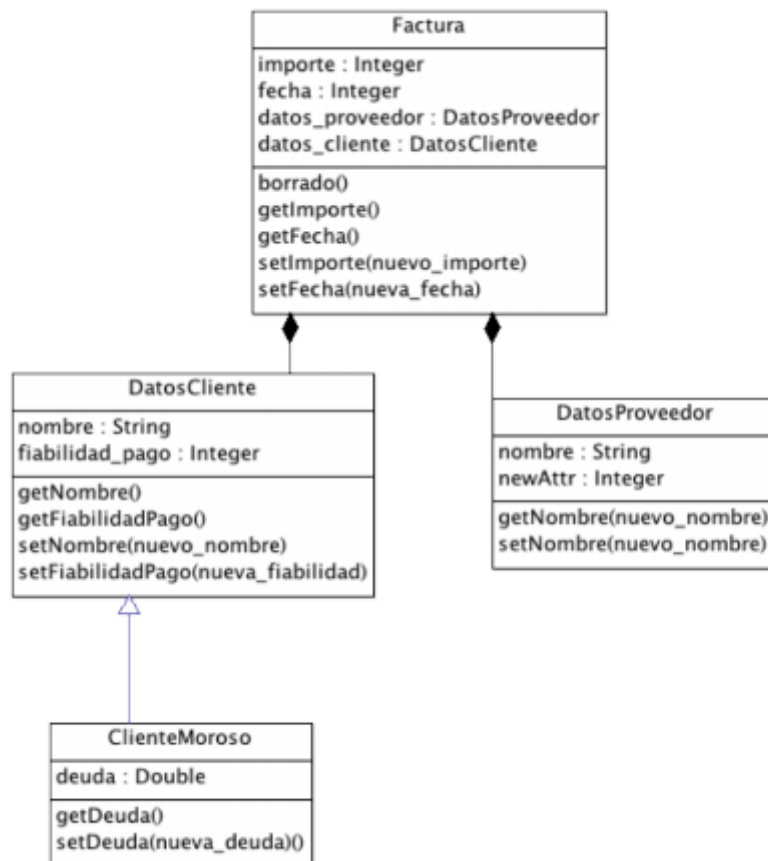 Factura
importe : Integer
fecha : Integer
datos_proveedor : DatosProveedor
datos_cliente : DatosCliente
borrado()
getImporte()
getFecha()
setImporte(nuevo_importe)
setFecha(nueva_fecha)
DatosCliente
nombre : String
fiabilidad_pago : Integer
getNombre()
getFiabilidadPago()
setNombre(nuevo_nombre)
setFiabilidadPago(nueva_fiabilidad)
DatosProveedor
nombre : String
newAttr : Integer
getNombre(nuevo_nombre)
setNombre(nuevo_nombre)
ClienteMoroso
deuda : Double
getDeuda()
setDeuda(nueva_deuda)()